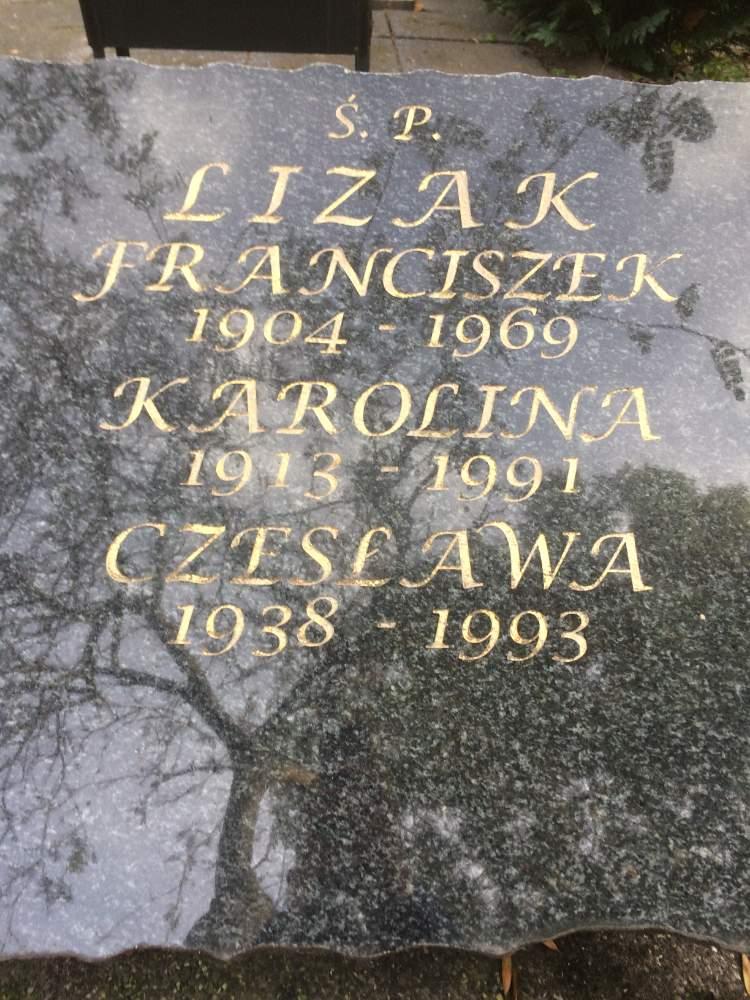 Ś. P.
LIZAK
FRANCISZEK
1904 - 1969
KAROLINA
1913 - 1991
CZESŁAWA
1938 - 1993